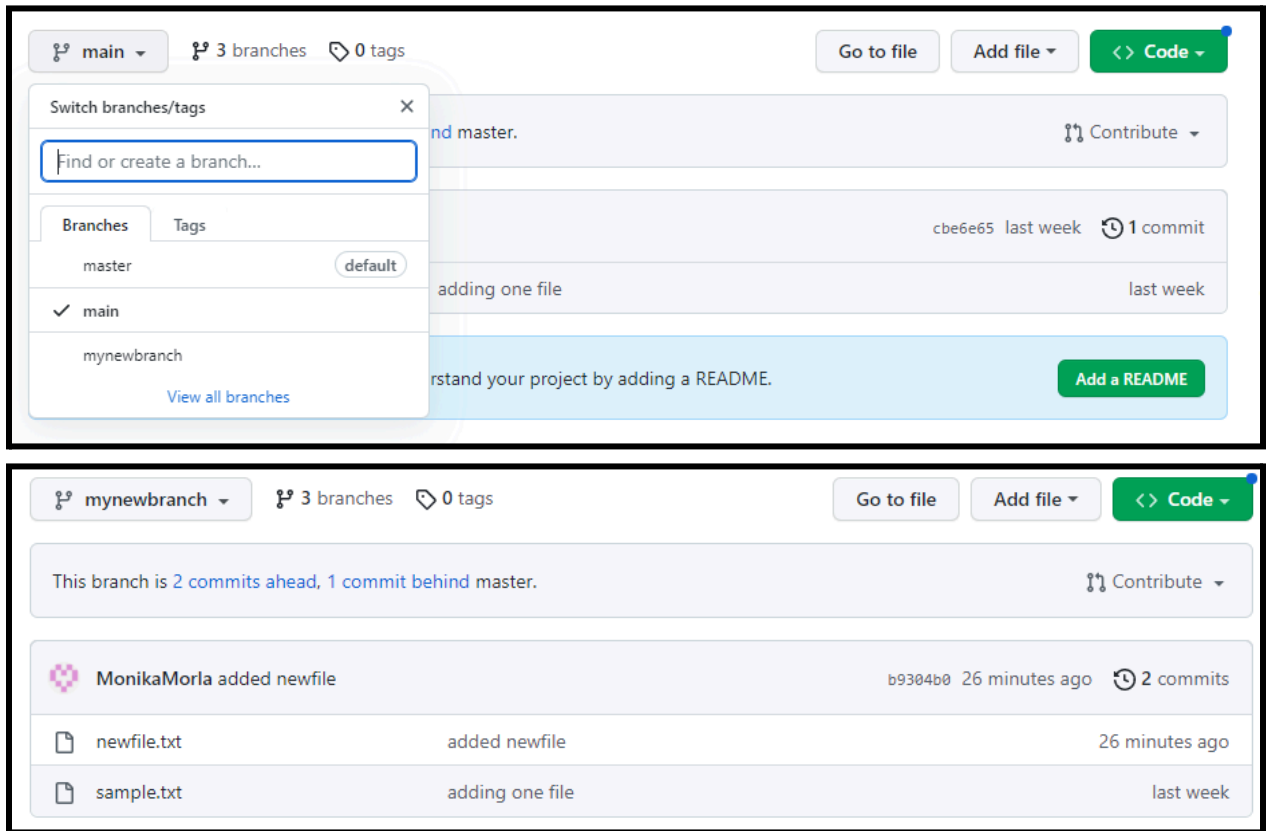 main 3 branches 0 tags Go to file Add file <> Code
Switch branches/tags ×
nd master. Contribute
Find or create a branch...
Branches Tags
cbe6e65 last week 1 commit
master default
adding one file last week
main
mynewbranch
rstand your project by adding a README. Add a README
View all branches
mynewbranch 3 branches 0 tags Go to file Add file <> Code
This branch is 2 commits ahead, 1 commit behind master. Contribute
MonikaMorla added newfile b9304b0 26 minutes ago 2 commits
newfile.txt added newfile 26 minutes ago
sample.txt adding one file last week